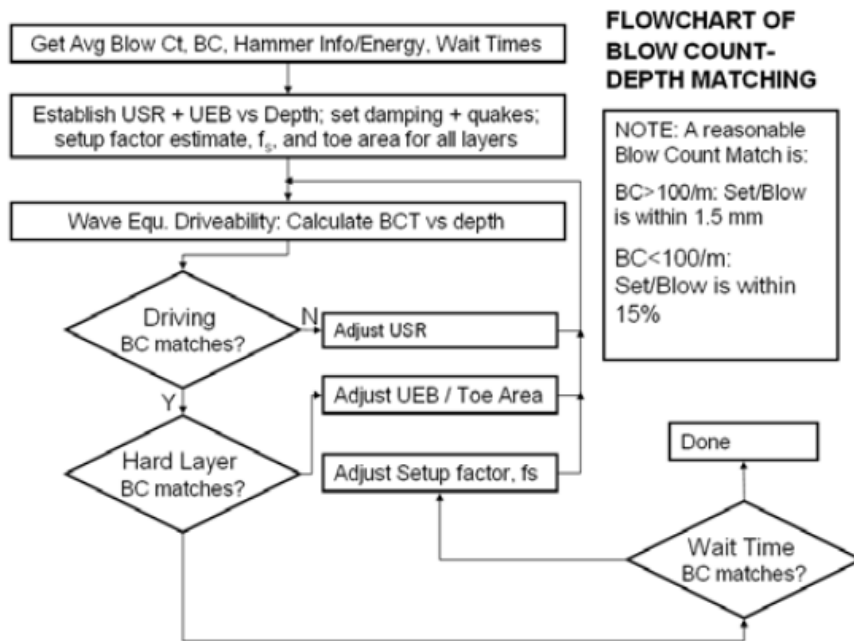 FLOWCHART OF
BLOW COUNT-
DEPTH MATCHING
Get Avg Blow Ct, BC, Hammer Info/Energy, Wait Times
Establish USR + UEB vs Depth; set damping + quakes;
setup factor estimate, fs, and toe area for all layers
NOTE: A reasonable
Blow Count Match is:
BC>100/m: Set/Blow
is within 1.5 mm
BC<100/m:
Set/Blow is within
15%
Wave Equ. Driveability: Calculate BCT vs depth
Driving
BC matches?
N
Adjust USR
Y
Adjust UEB / Toe Area
Hard Layer
BC matches?
Adjust Setup factor, fs
Done
Wait Time
BC matches?